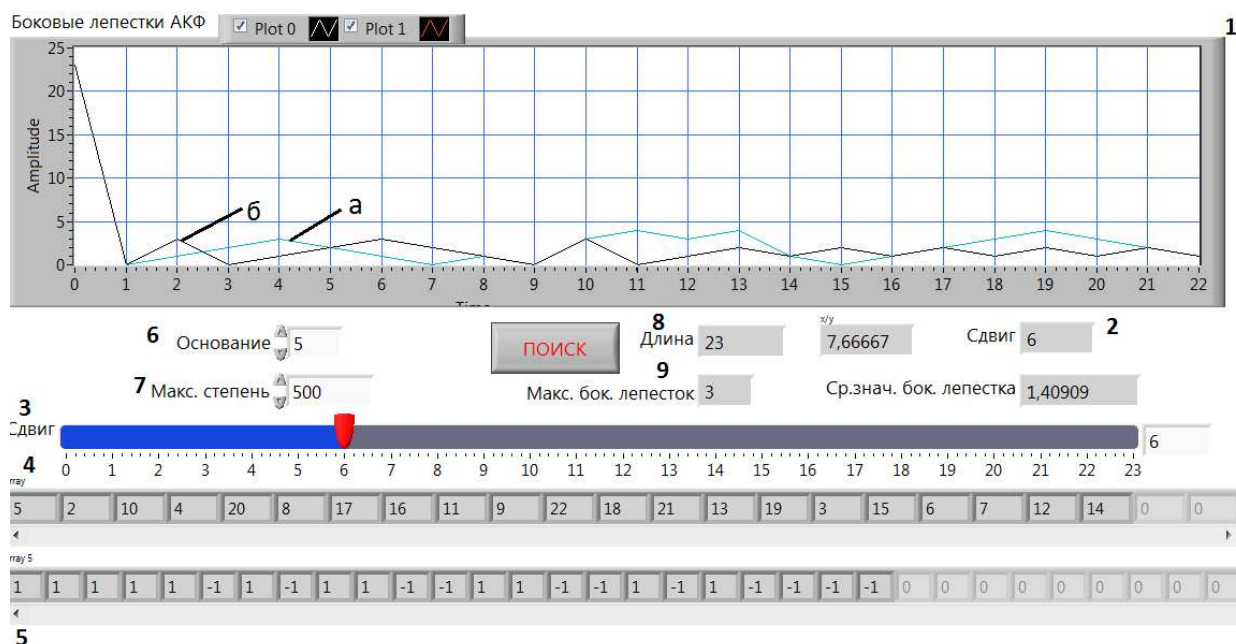 Боковые лепестки АКФ Plot 0 Plot 1 1
25
20
15
10
5
0
Amplitude
б а
0 1 2 3 4 5 6 7 8 9 10 11 12 13 14 15 16 17 18 19 20 21 22
Time
6 Основание 5 ПОИСК 8 Длина 23 x/y 7,66667 Сдвиг 6 2
7 Макс. степень 500 9 Макс. бок. лепесток 3 Ср.знач. бок. лепестка 1,40909
3
Сдвиг 6
4 0 1 2 3 4 5 6 7 8 9 10 11 12 13 14 15 16 17 18 19 20 21 22 23
rray
5 2 10 4 20 8 17 16 11 9 22 18 21 13 19 3 15 6 7 12 14 0 0
rray 5
1 1 1 1 1 -1 1 -1 1 1 -1 -1 1 1 -1 -1 1 -1 1 -1 -1 -1 -1 0 0 0 0 0 0 0 0 0
5